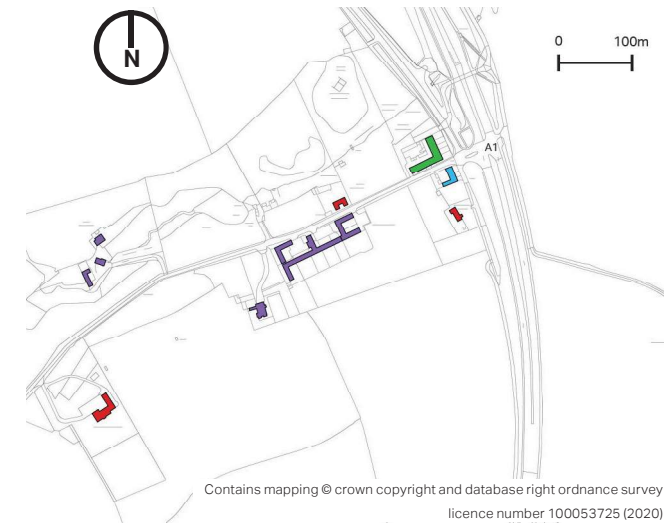 N
0 100m
A1
Contains mapping © crown copyright and database right ordnance survey
licence number 100053725 (2020)